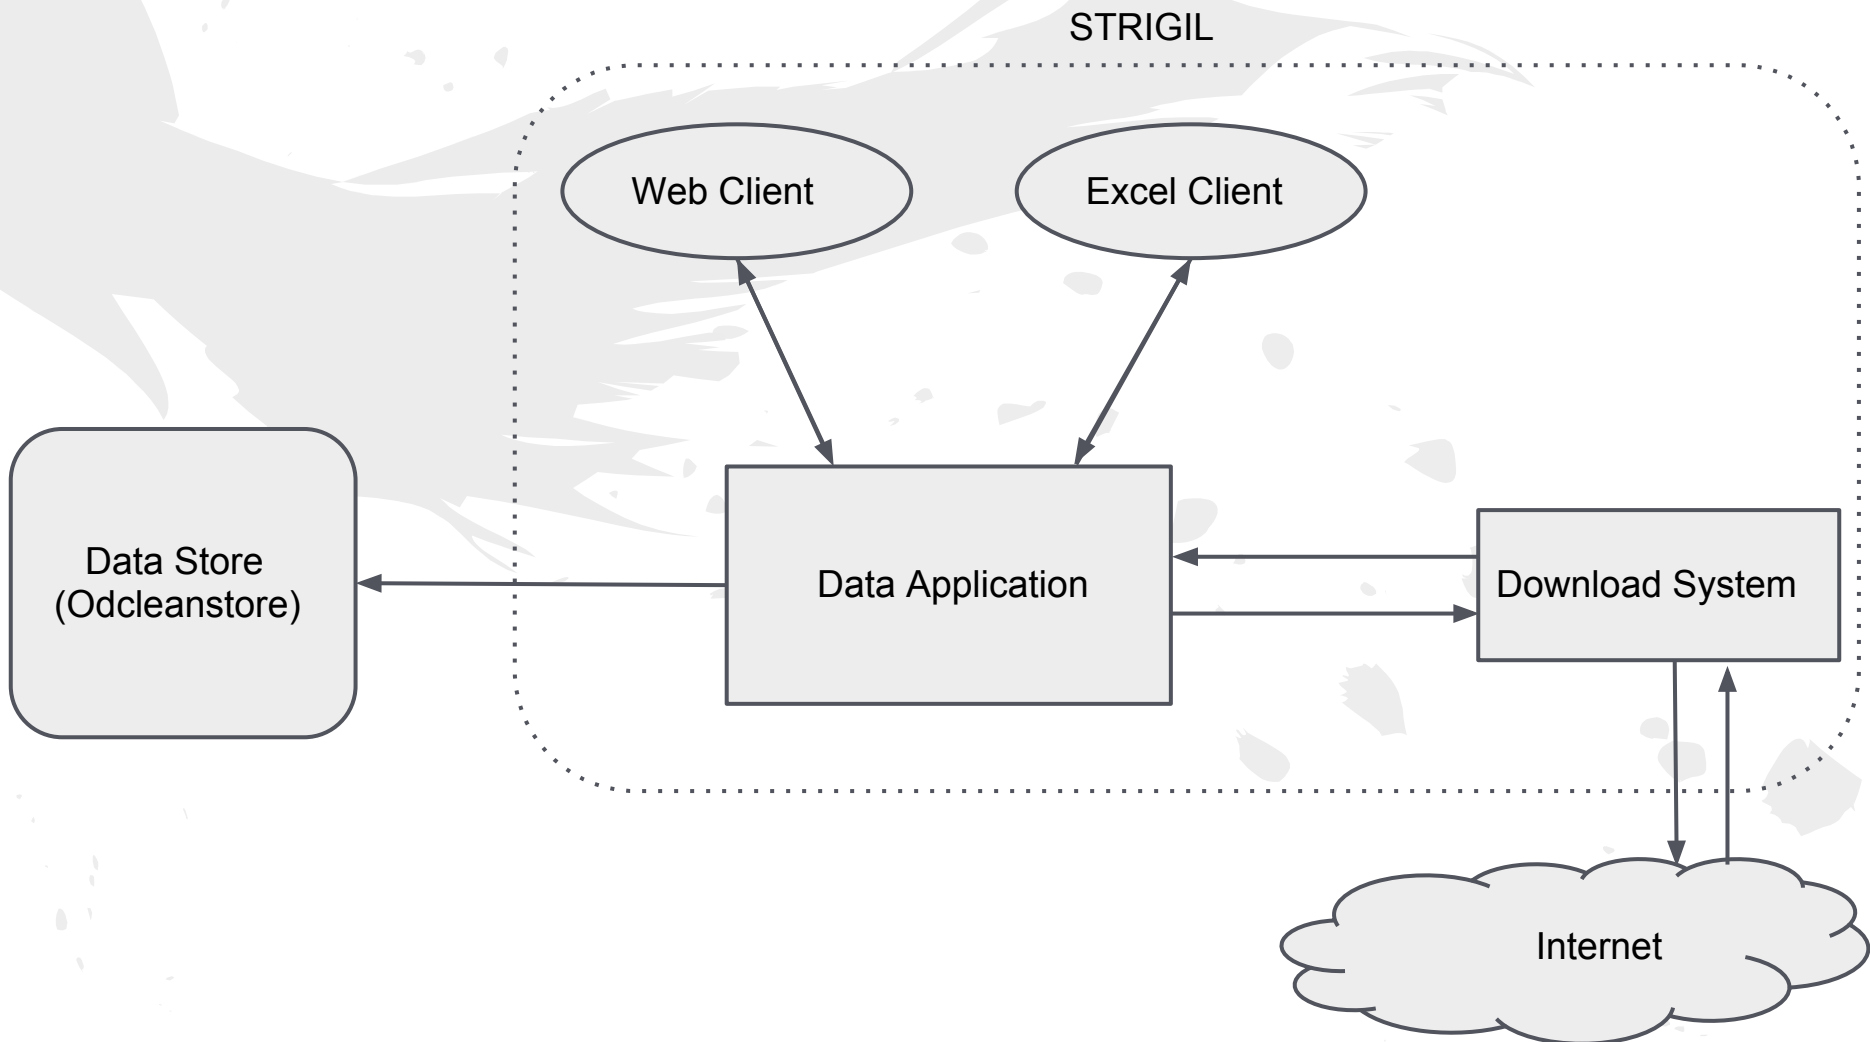 STRIGIL
Web Client
Excel Client
Data Store
(Odcleanstore)
Data Application
Download System
Internet